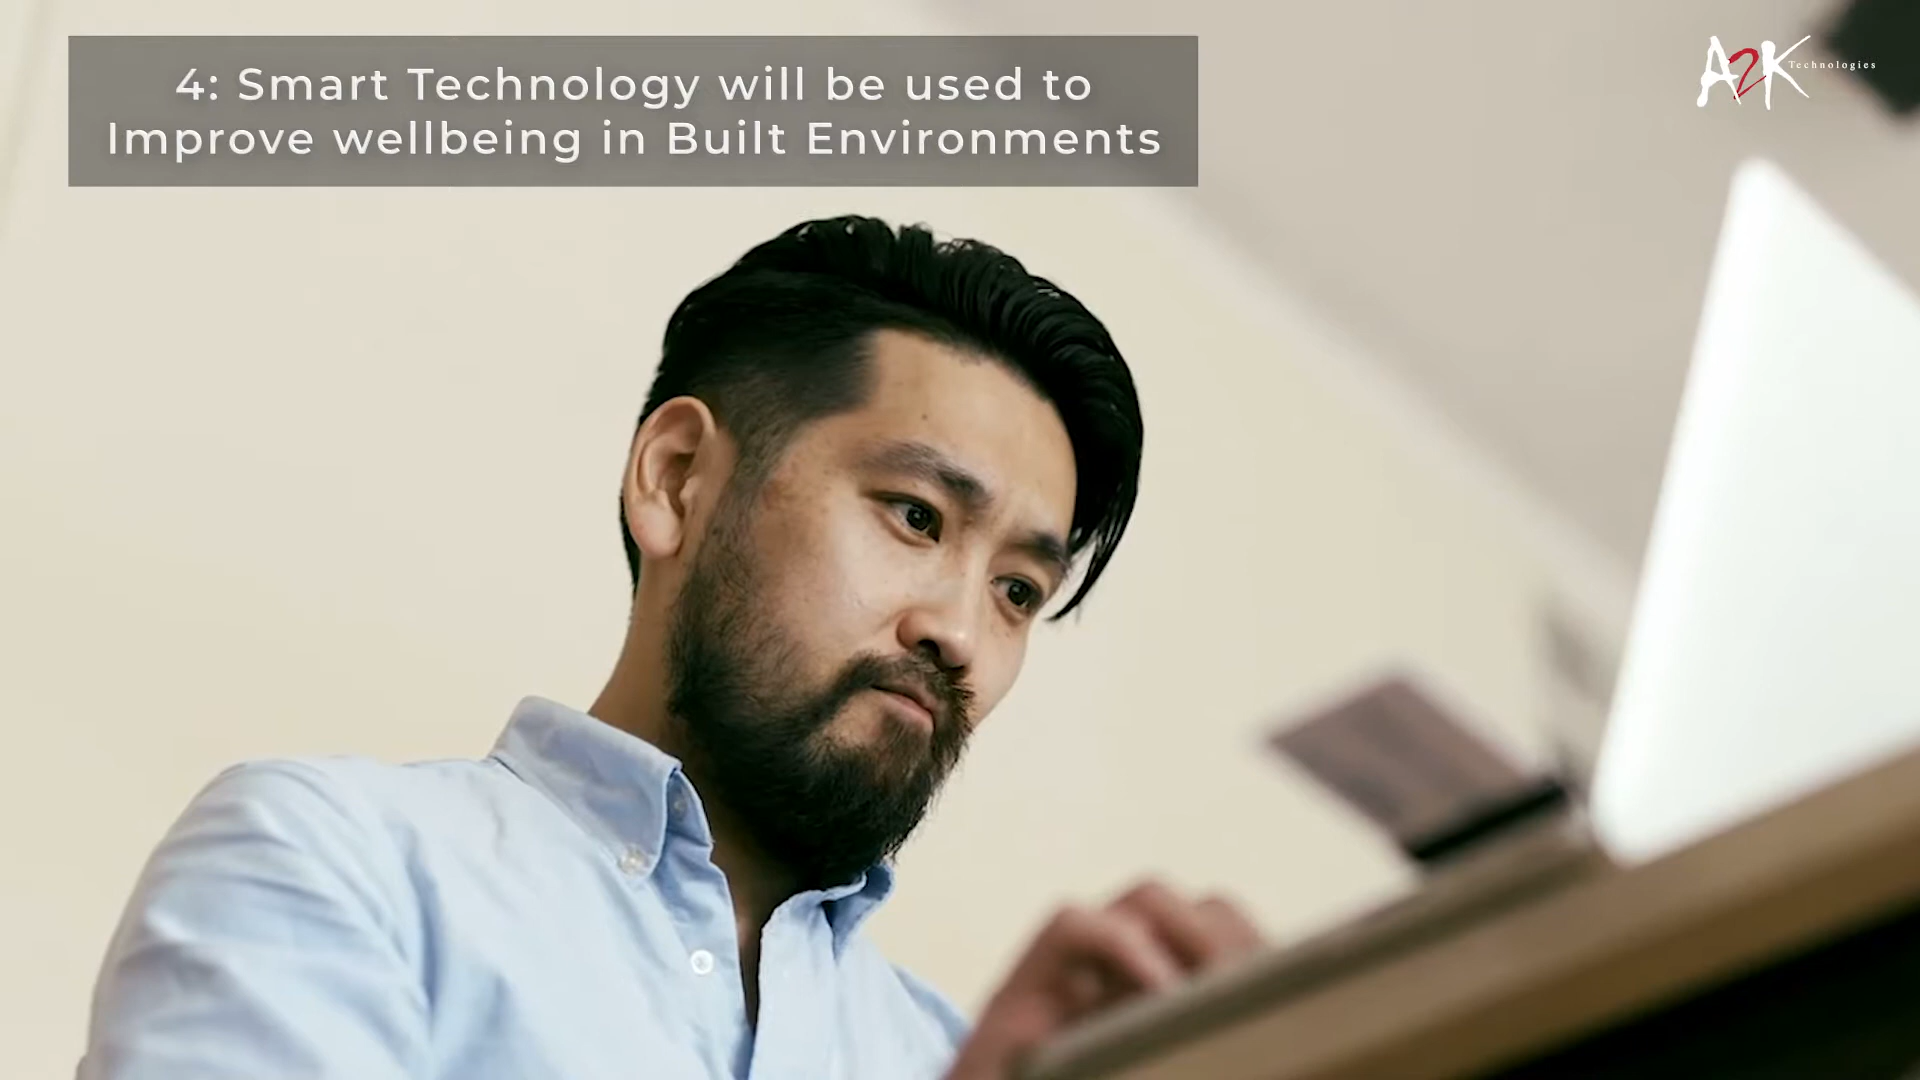 4: Smart Technology will be used to
Improve wellbeing in Built Environments
A2K Technologies